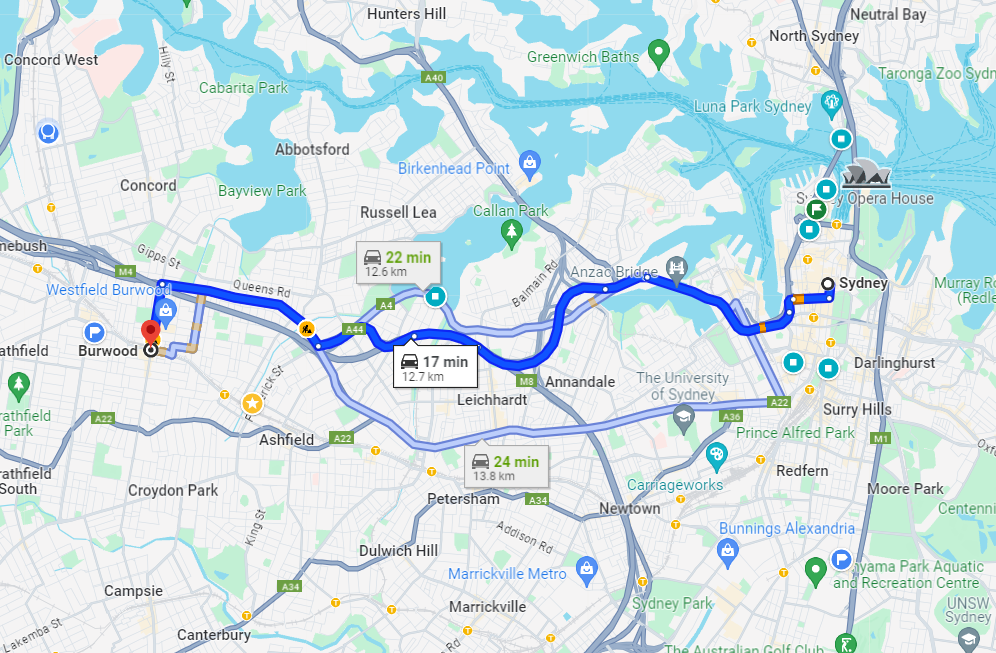 Hunters Hill
Neutral Bay
North Sydney
Concord West
Hilly St
Greenwich Baths
Taronga Zoo Sydn
A40
Cabarita Park
Luna Park Sydney
Abbotsford
Birkenhead Point
Concord
Bayview Park
Sydney Opera House
Russell Lea
Callan Park
mebush
Gipps St
22 min
12.6 km
Balmain Rd
Anzac Bridge
M4
Westfield Burwood
Queens Rd
Sydney
Murray Ro
(Redle
A4
A44
athfield
Burwood
17 min
12.7 km
Darlinghurst
M8
Annandale
The University
of Sydney
Leichhardt
rathfield
Park
A22
Ashfield
A22
A22
A36
Surry Hills
Prince Alfred Park
M1
24 min
13.8 km
rathfield
South
Redfern
Carriageworks
Croydon Park
Petersham
A34
Newtown
Moore Park
Centenni
King St
Addison Rd
Bunnings Alexandria
Dulwich Hill
Marrickville Metro
nyama Park Aquatic
and Recreation Centre
A34
Campsie
Marrickville
Sydney Park
UNSW
Sydney
Lakemba St
Canterbury
Rd
The Australian Golf Club